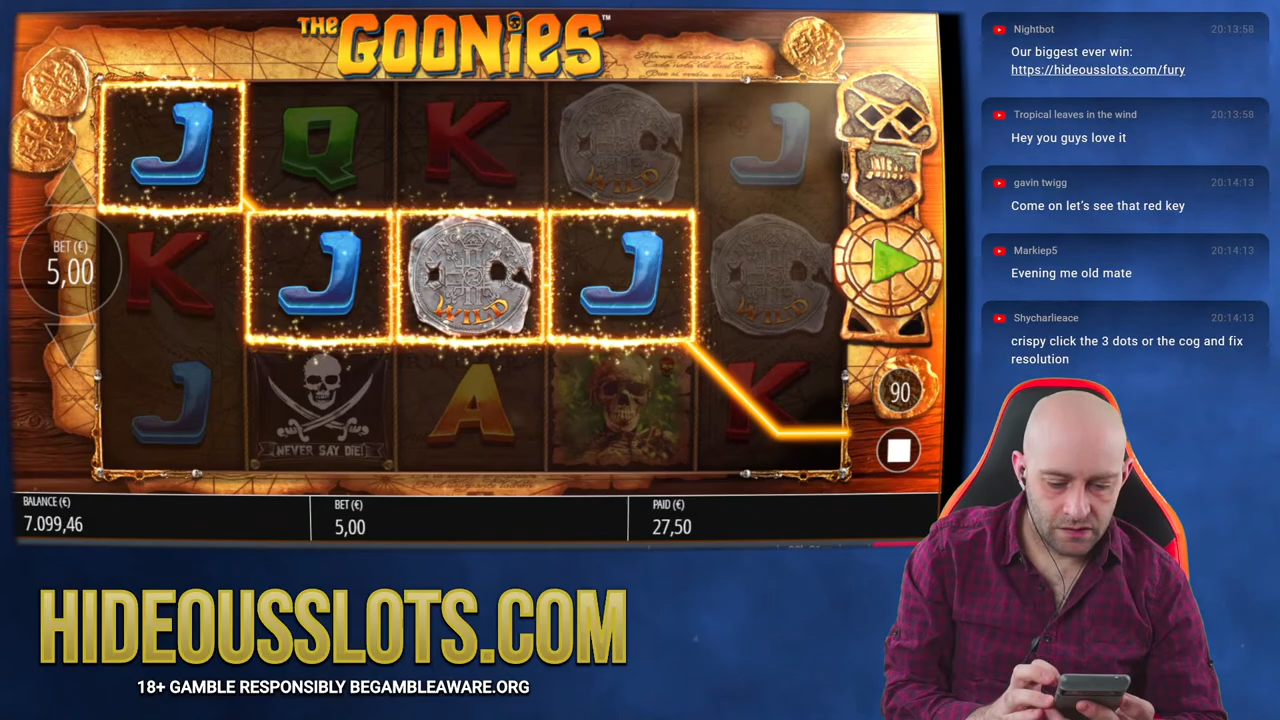 THE GOONiES™
J
Q
K
WILD
J
BET (€)
5,00
K
J
WILD
J
WILD
J
NEVER SAY DIE!
A
K
90
BALANCE (€)
7.099,46
BET (€)
5,00
PAID (€)
27,50
HIDEOUSSLOTS.COM
18+ GAMBLE RESPONSIBLY BEGAMBLEAWARE.ORG
Nightbot 20:13:58
Our biggest ever win:
https://hideousslots.com/fury
Tropical leaves in the wind 20:13:58
Hey you guys love it
gavin twigg 20:14:13
Come on let's see that red key
Markiep5 20:14:13
Evening me old mate
Shycharlieace 20:14:13
crispy click the 3 dots or the cog and fix
resolution